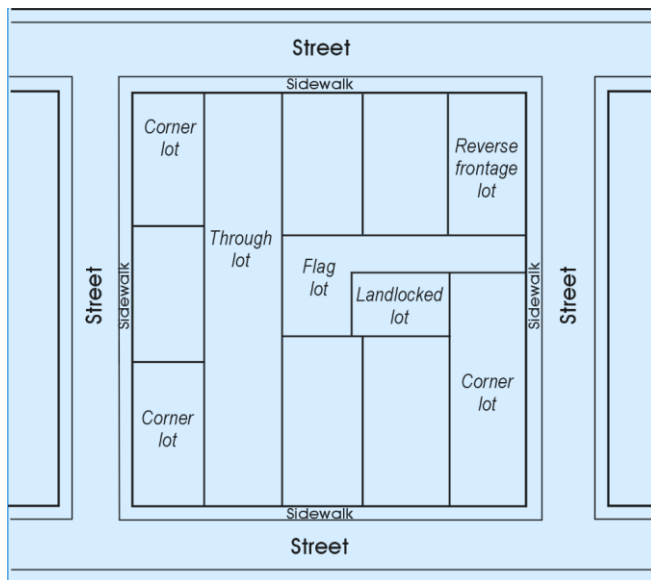 Street
Sidewalk
Corner
lot
Reverse
frontage
lot
Through
lot
Flag
lot
Landlocked
lot
Street
Sidewalk
Sidewalk
Street
Corner
lot
Corner
lot
Sidewalk
Street